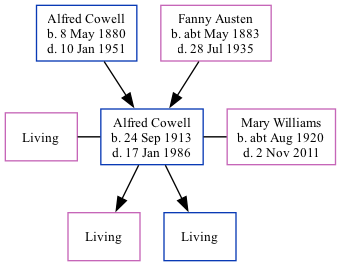 Alfred Cowell
b. 8 May 1880
d. 10 Jan 1951
Fanny Austen
b. abt May 1883
d. 28 Jul 1935
Living
Alfred Cowell
b. 24 Sep 1913
d. 17 Jan 1986
Mary Williams
b. abt Aug 1920
d. 2 Nov 2011
Living
Living